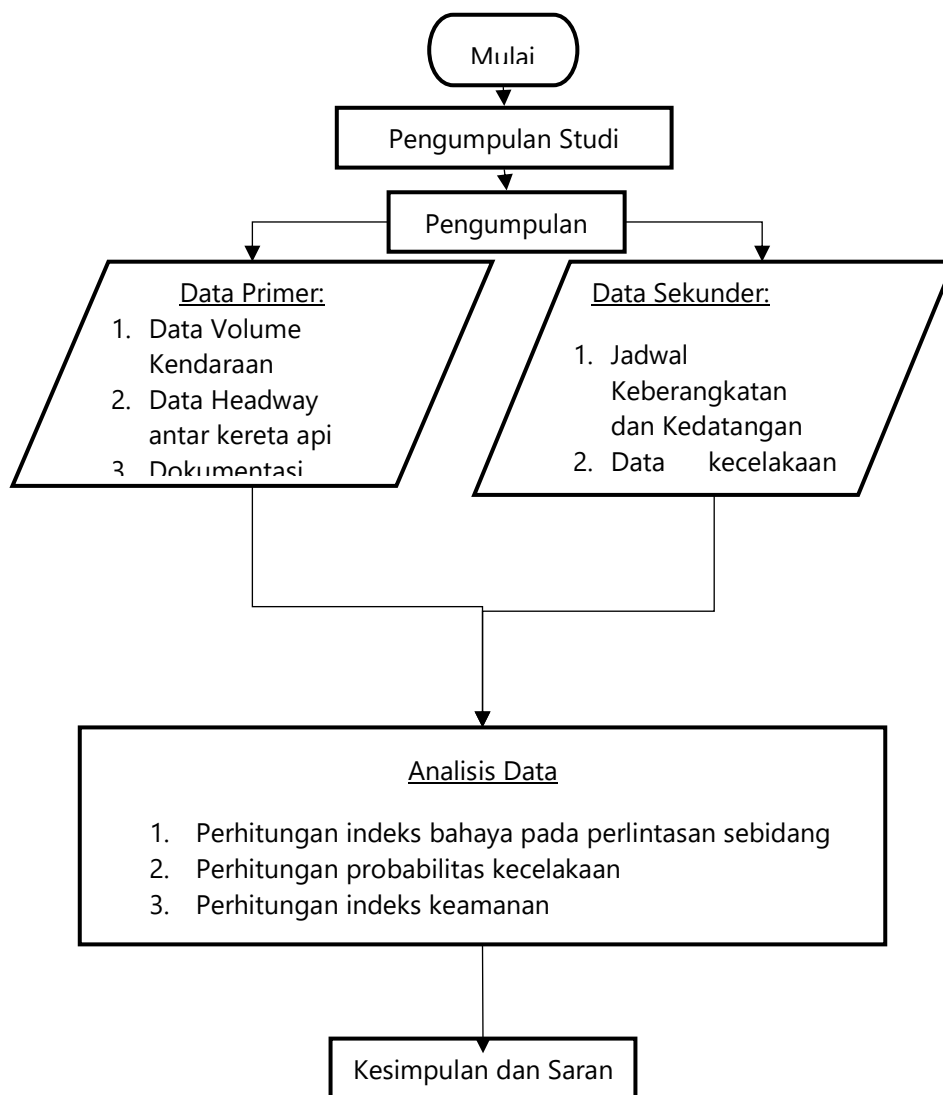 Mulai
Pengumpulan Studi
Pengumpulan
Data Primer:
1. Data Volume
Kendaraan
2. Data Headway
antar kereta api
3. Dokumentasi
Data Sekunder:
1. Jadwal
Keberangkatan
dan Kedatangan
2. Data kecelakaan
Analisis Data
1. Perhitungan indeks bahaya pada perlintasan sebidang
2. Perhitungan probabilitas kecelakaan
3. Perhitungan indeks keamanan
Kesimpulan dan Saran